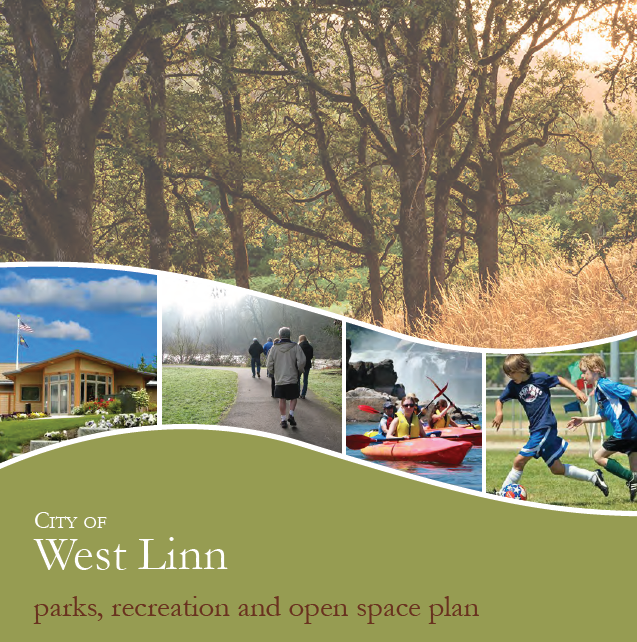 City of
West Linn
parks, recreation and open space plan